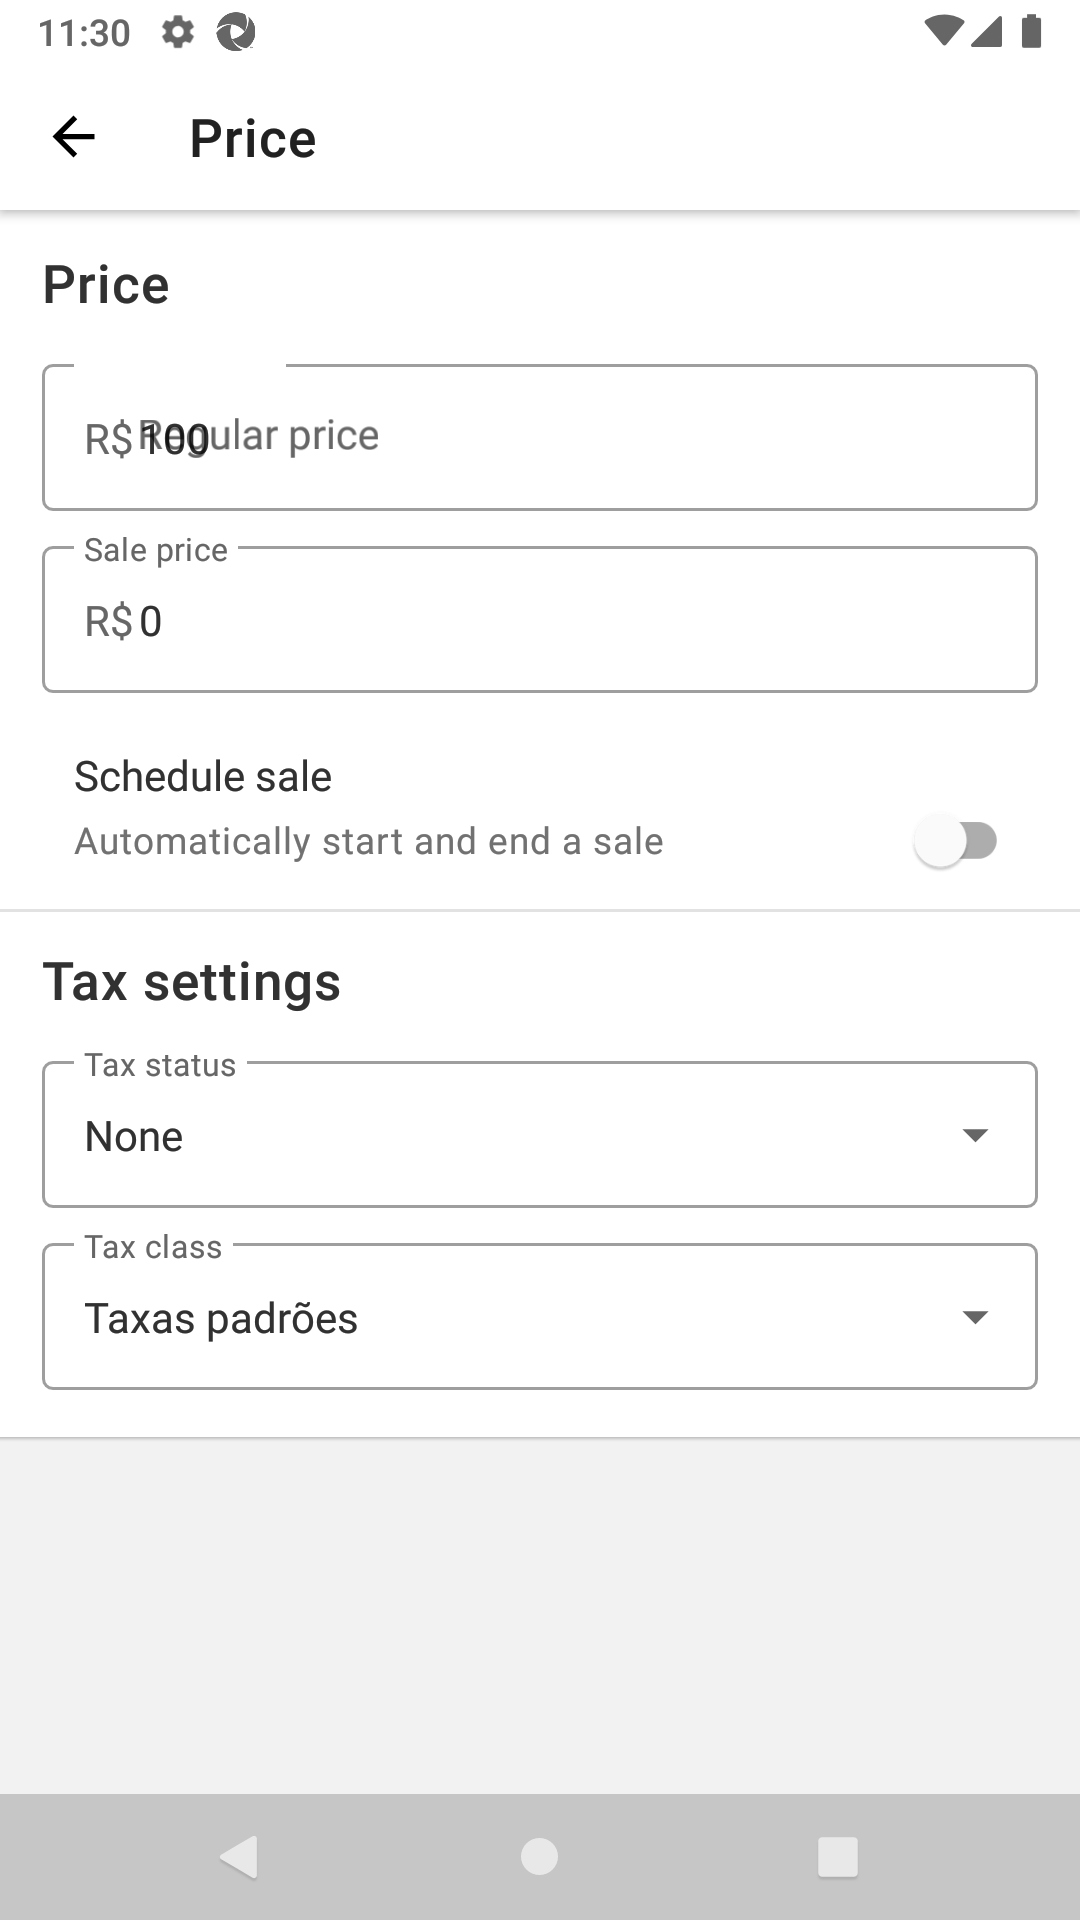 11:30
Price
Price
R$ 100
Regular price
Sale price
R$ 0
Schedule sale
Automatically start and end a sale
Tax settings
Tax status
None
Tax class
Taxas padrões